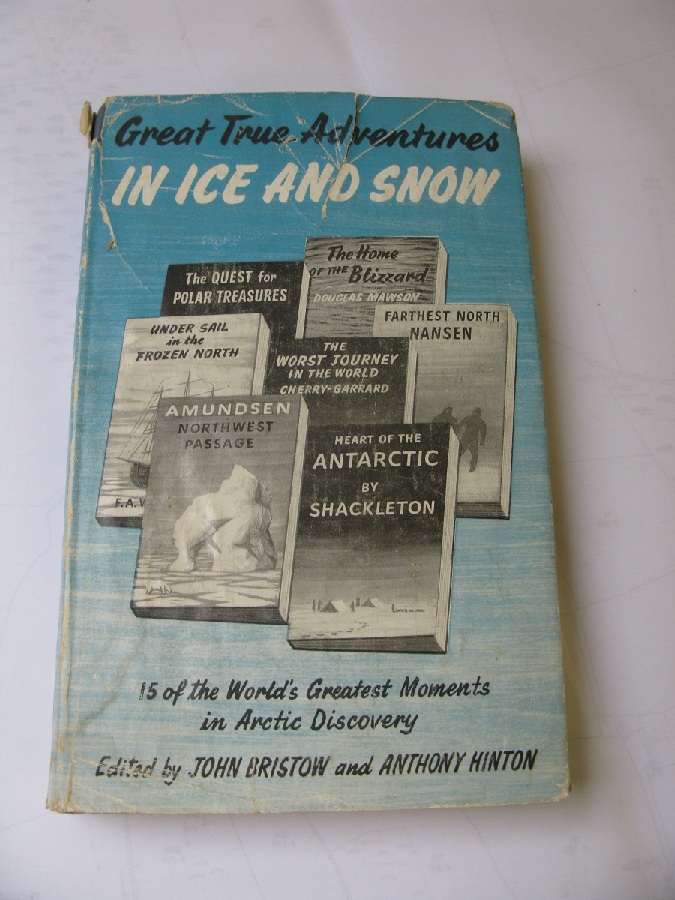 Great True Adventures
IN ICE AND SNOW
The QUEST for
POLAR TREASURES
The Home
OF THE Blizzard
DOUGLAS MAWSON
UNDER SAIL
in the
FROZEN NORTH
F.A.W
THE
WORST JOURNEY
IN THE WORLD
CHERRY-GARRARD
FARTHEST NORTH
NANSEN
AMUNDSEN
NORTHWEST
PASSAGE
HEART OF THE
ANTARCTIC
BY
SHACKLETON
15 of the World's Greatest Moments
in Arctic Discovery
Edited by JOHN BRISTOW and ANTHONY HINTON